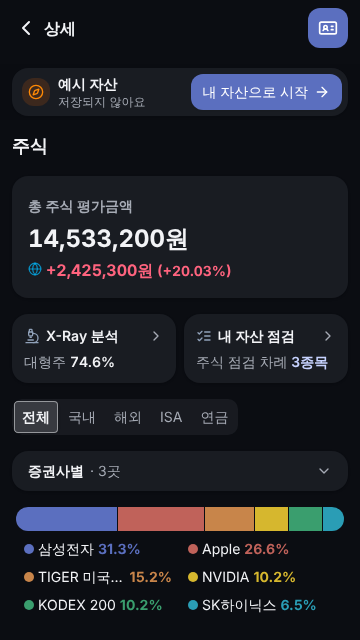 상세
예시 자산
저장되지 않아요
내 자산으로 시작 →
주식
총 주식 평가금액
14,533,200원
+2,425,300원 (+20.03%)
X-Ray 분석
대형주 74.6%
내 자산 점검
주식 점검 차례 3종목
전체 국내 해외 ISA 연금
증권사별 · 3곳
삼성전자 31.3% Apple 26.6%
TIGER 미국… 15.2% NVIDIA 10.2%
KODEX 200 10.2% SK하이닉스 6.5%